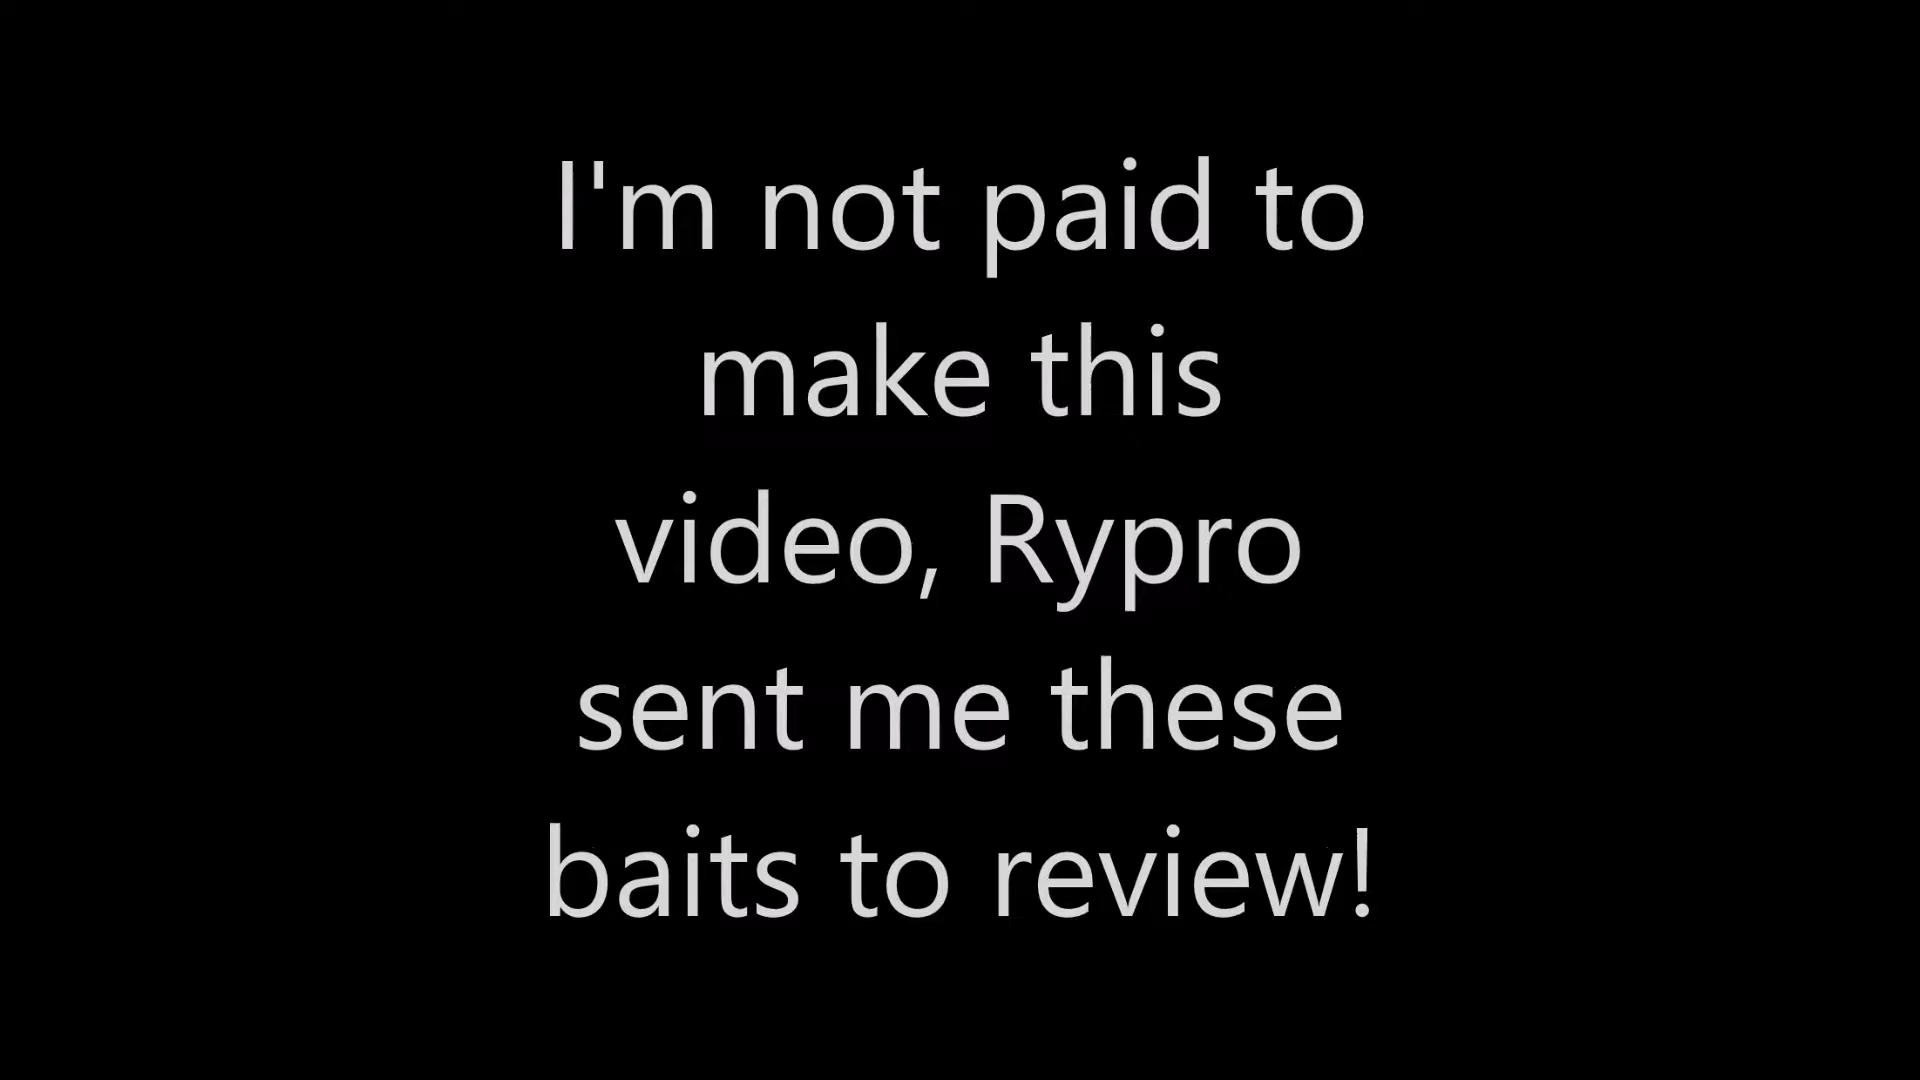 I'm not paid to
make this
video, Rypro
sent me these
baits to review!